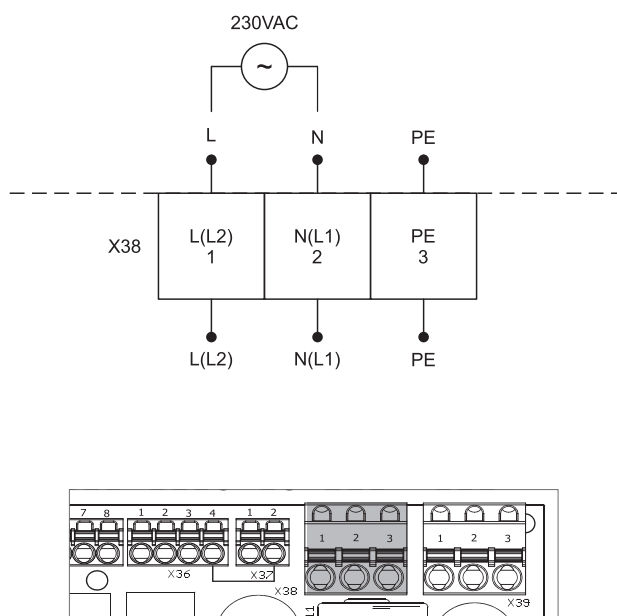 230VAC
~
L N PE
X38
L(L2) N(L1) PE
1 2 3
L(L2) N(L1) PE
7 8 1 2 3 4 1 2
1 2 3 1 2 3
X36 X37
X38
X39
11